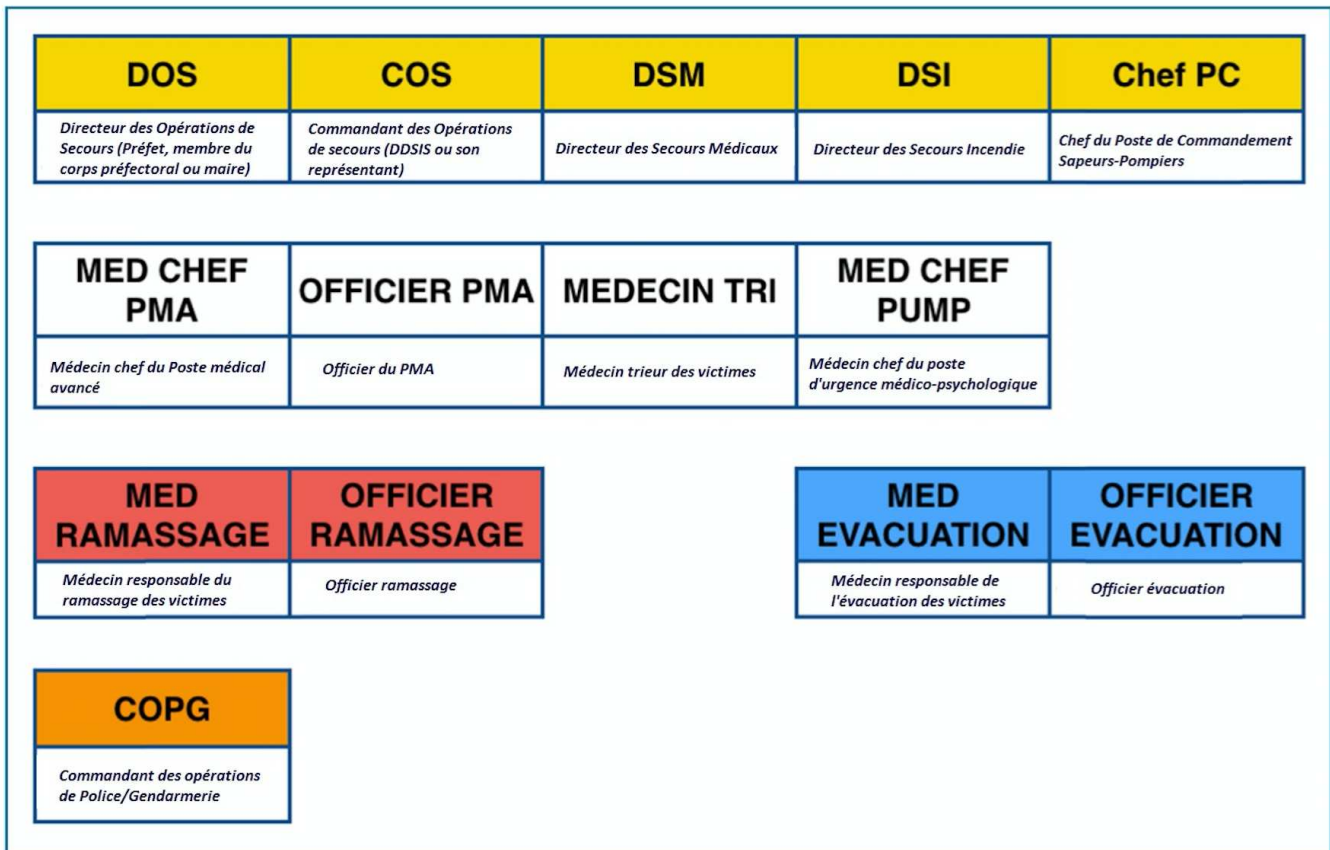 DOS
COS
DSM
DSI
Chef PC
Directeur des Opérations de
Secours (Préfet, membre du
corps préfectoral ou maire)
Commandant des Opérations
de secours (DDSIS ou son
représentant)
Directeur des Secours Médicaux
Directeur des Secours Incendie
Chef du Poste de Commandement
Sapeurs-Pompiers
MED CHEF
PMA
OFFICIER PMA
MEDECIN TRI
MED CHEF
PUMP
Médecin chef du Poste médical
avancé
Officier du PMA
Médecin trieur des victimes
Médecin chef du poste
d'urgence médico-psychologique
MED
RAMASSAGE
OFFICIER
RAMASSAGE
MED
EVACUATION
OFFICIER
EVACUATION
Médecin responsable du
ramassage des victimes
Officier ramassage
Médecin responsable de
l'évacuation des victimes
Officier évacuation
COPG
Commandant des opérations
de Police/Gendarmerie